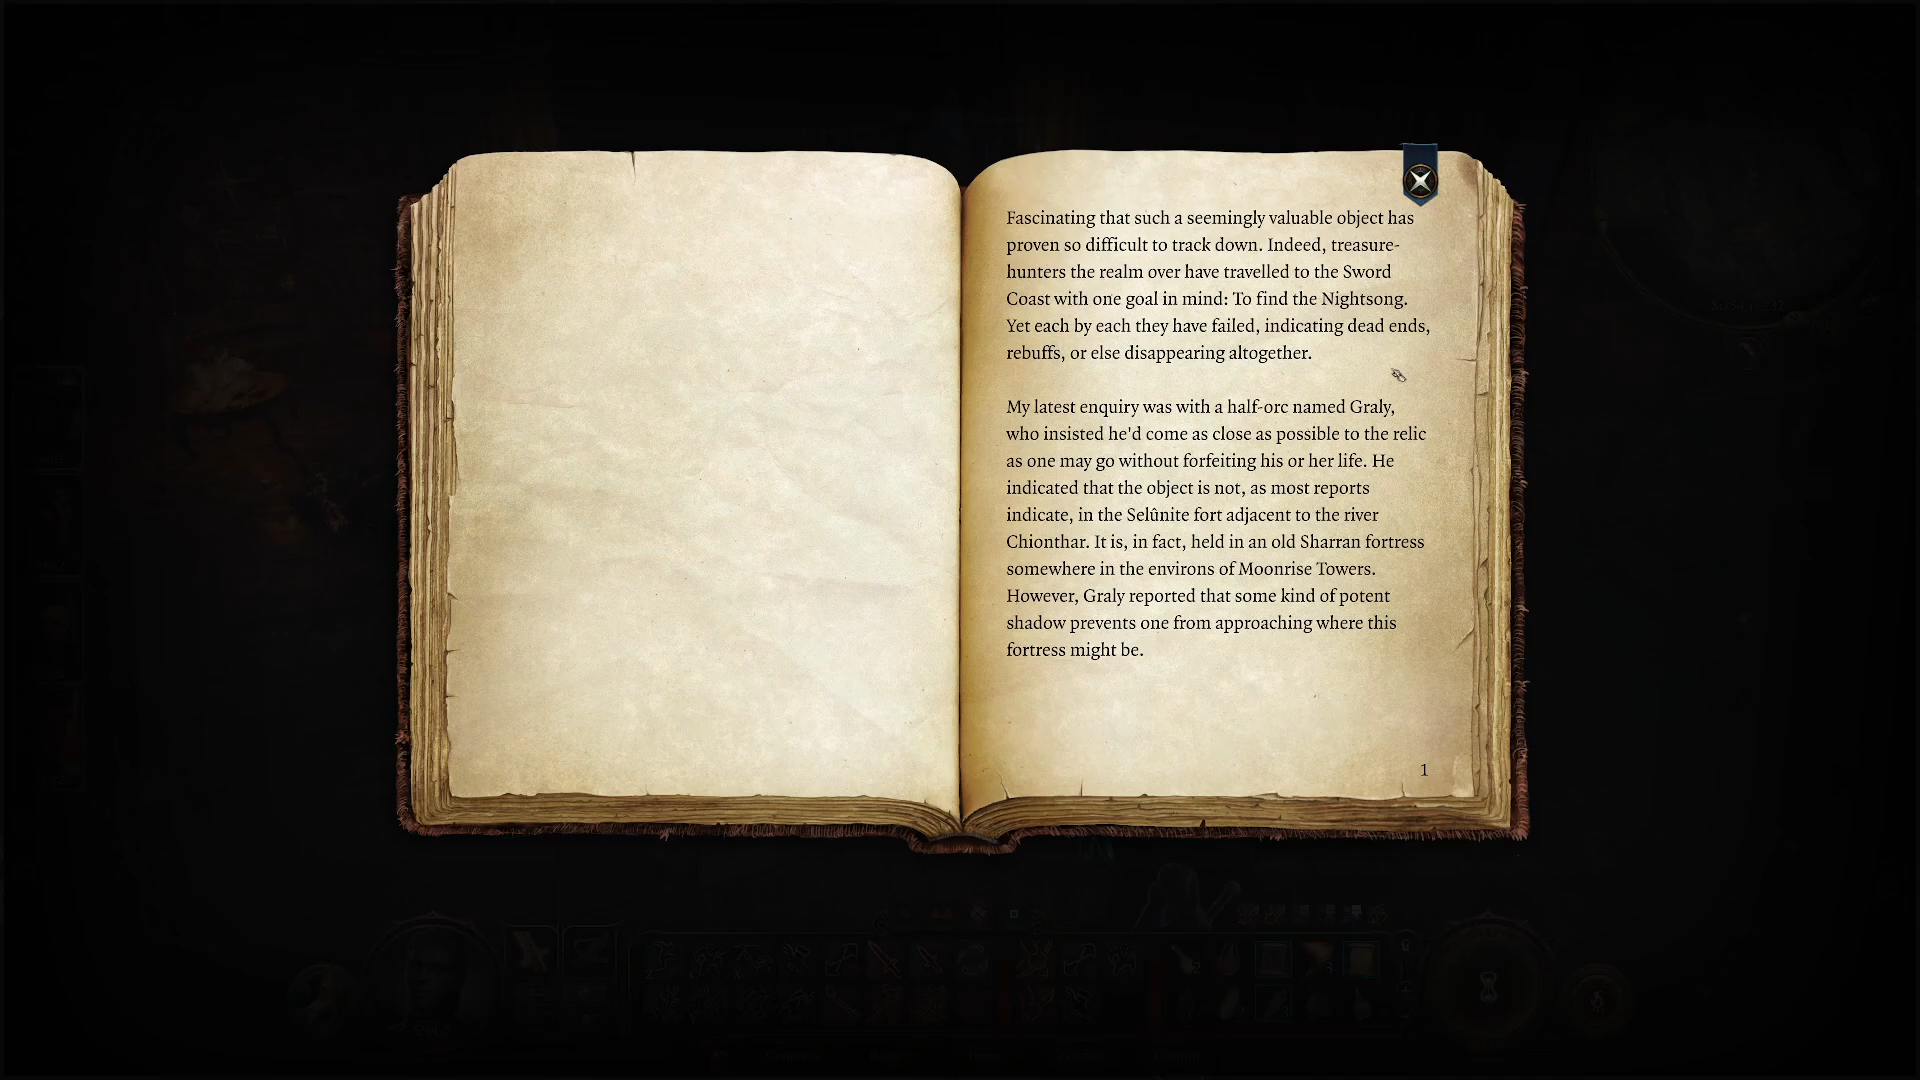 Fascinating that such a seemingly valuable object has
proven so difficult to track down. Indeed, treasure-
hunters the realm over have travelled to the Sword
Coast with one goal in mind: To find the Nightsong.
Yet each by each they have failed, indicating dead ends,
rebuffs, or else disappearing altogether.
My latest enquiry was with a half-orc named Graly,
who insisted he'd come as close as possible to the relic
as one may go without forfeiting his or her life. He
indicated that the object is not, as most reports
indicate, in the Selûnite fort adjacent to the river
Chionthar. It is, in fact, held in an old Sharran fortress
somewhere in the environs of Moonrise Towers.
However, Graly reported that some kind of potent
shadow prevents one from approaching where this
fortress might be.
1